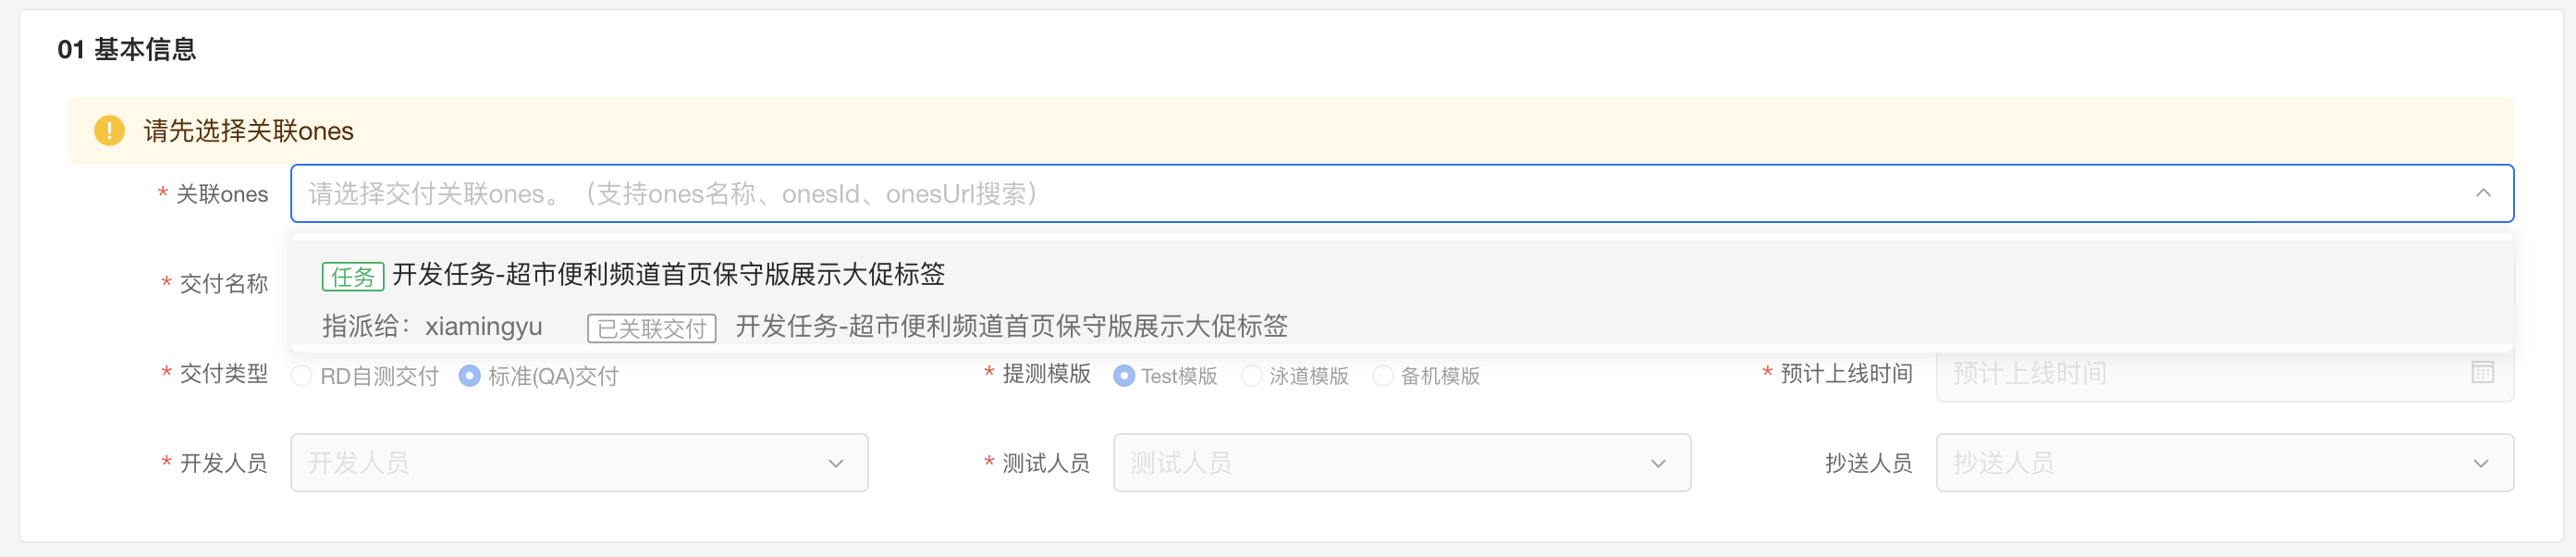 01 基本信息
请先选择关联ones
* 关联ones 请选择交付关联ones。（支持ones名称、onesId、onesUrl搜索）
* 交付名称
任务 开发任务-超市便利频道首页保守版展示大促标签
指派给：xiamingyu 已关联交付 开发任务-超市便利频道首页保守版展示大促标签
* 交付类型 RD自测交付 标准(QA)交付 * 提测模版 Test模版 泳道模版 备机模版 * 预计上线时间 预计上线时间
* 开发人员 开发人员 * 测试人员 测试人员 抄送人员 抄送人员